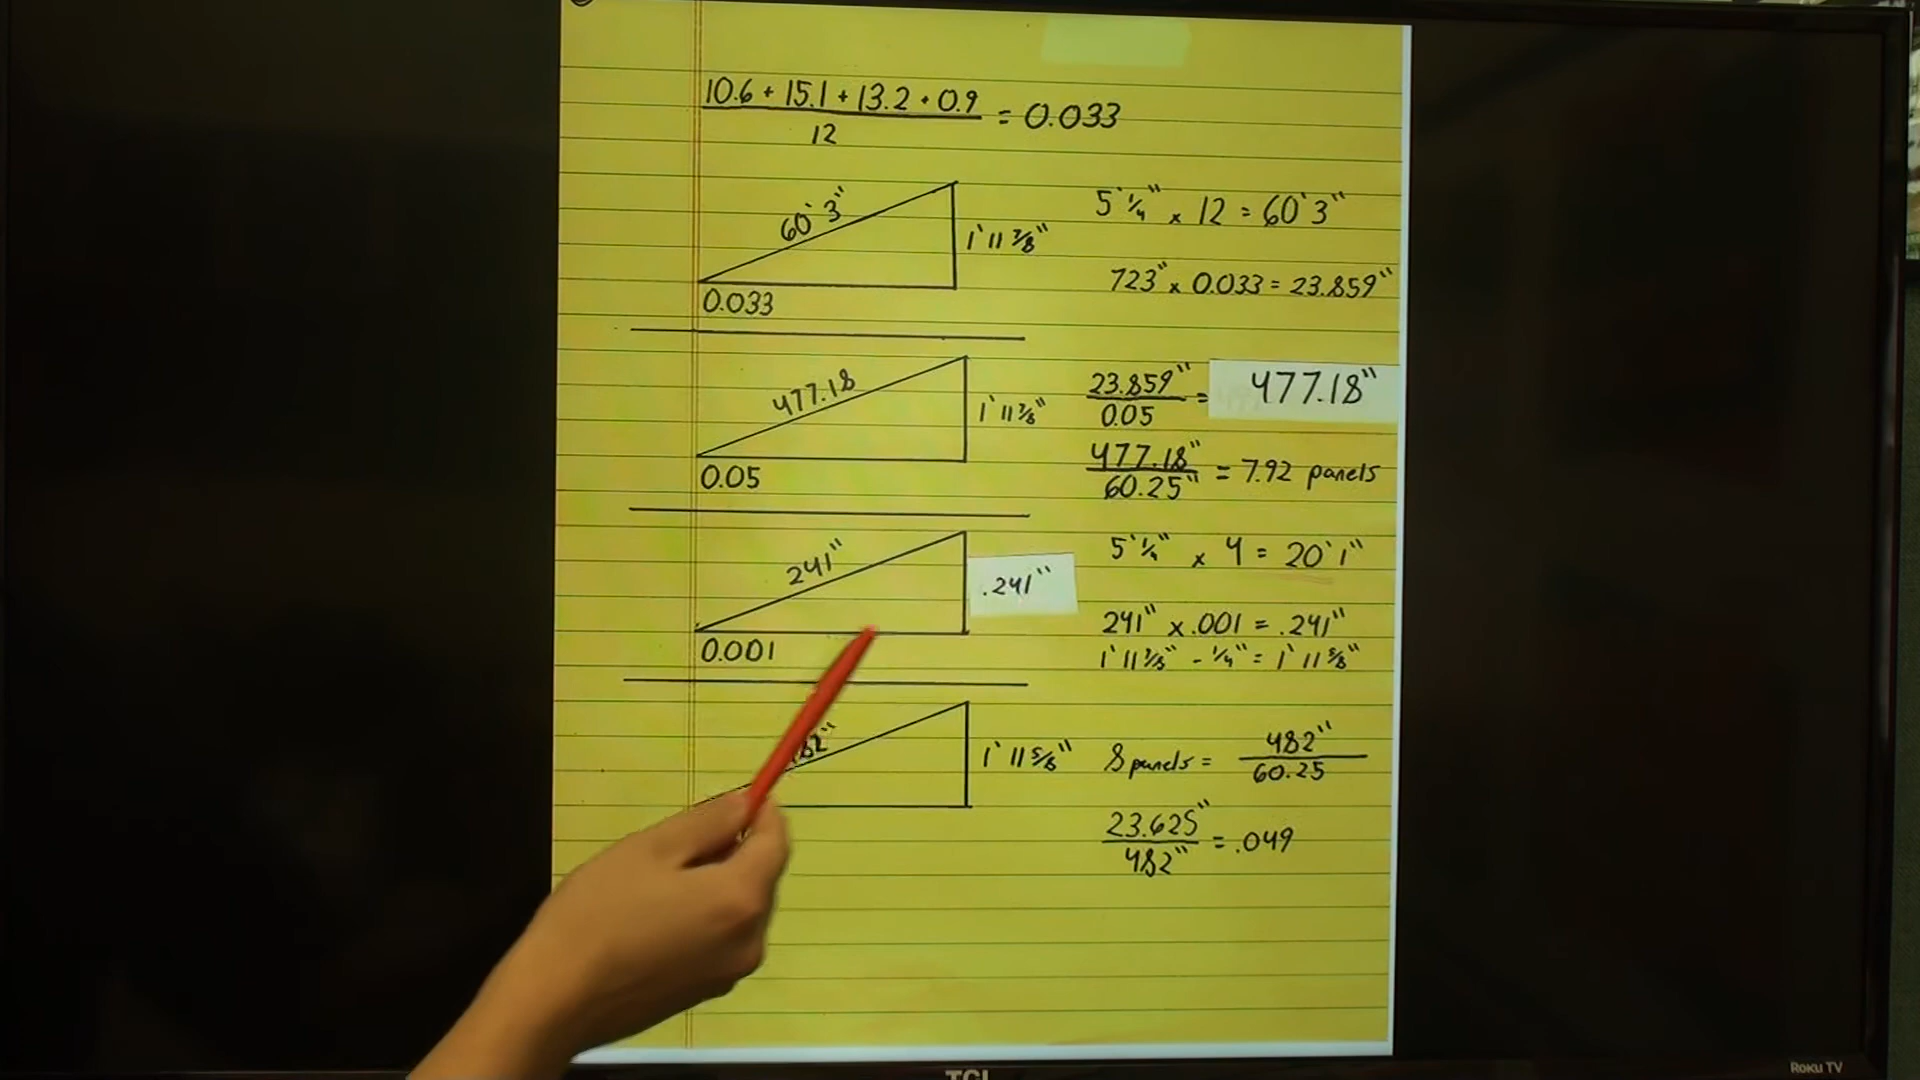 10.6 + 15.1 + 13.2 + 0.9
12
= 0.033
60' 3"
1' 11 7/8"
0.033
5' 1/4" x 12 = 60' 3"
723" x 0.033 = 23.859"
477.18
1' 11 7/8"
0.05
23.859"
0.05
= 477.18"
477.18"
60.25"
= 7.92 panels
241"
.241"
0.001
5' 1/4" x 4 = 20' 1"
241" x .001 = .241"
1' 11 7/8" - 1/4" = 1' 11 5/8"
82"
1' 11 5/8"
8 panels = 482"
60.25
23.625"
482"
= .049
TCL
Roku TV